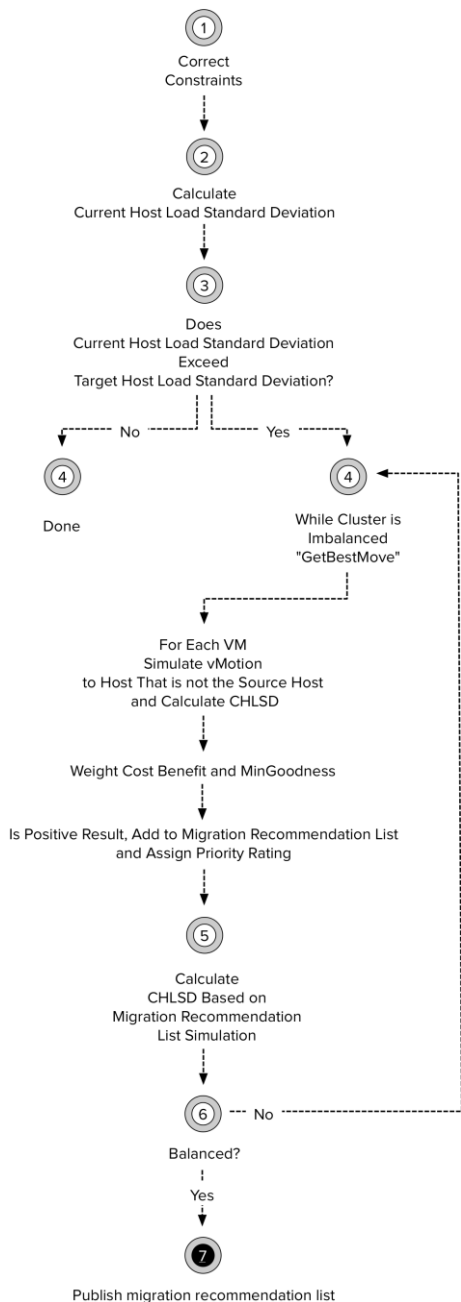 1
Correct
Constraints
2
Calculate
Current Host Load Standard Deviation
3
Does
Current Host Load Standard Deviation
Exceed
Target Host Load Standard Deviation?
No
Yes
4
4
Done
While Cluster is
Imbalanced
"GetBestMove"
For Each VM
Simulate vMotion
to Host That is not the Source Host
and Calculate CHLSD
Weight Cost Benefit and MinGoodness
Is Positive Result, Add to Migration Recommendation List
and Assign Priority Rating
5
Calculate
CHLSD Based on
Migration Recommendation
List Simulation
6
No
Balanced?
Yes
7
Publish migration recommendation list